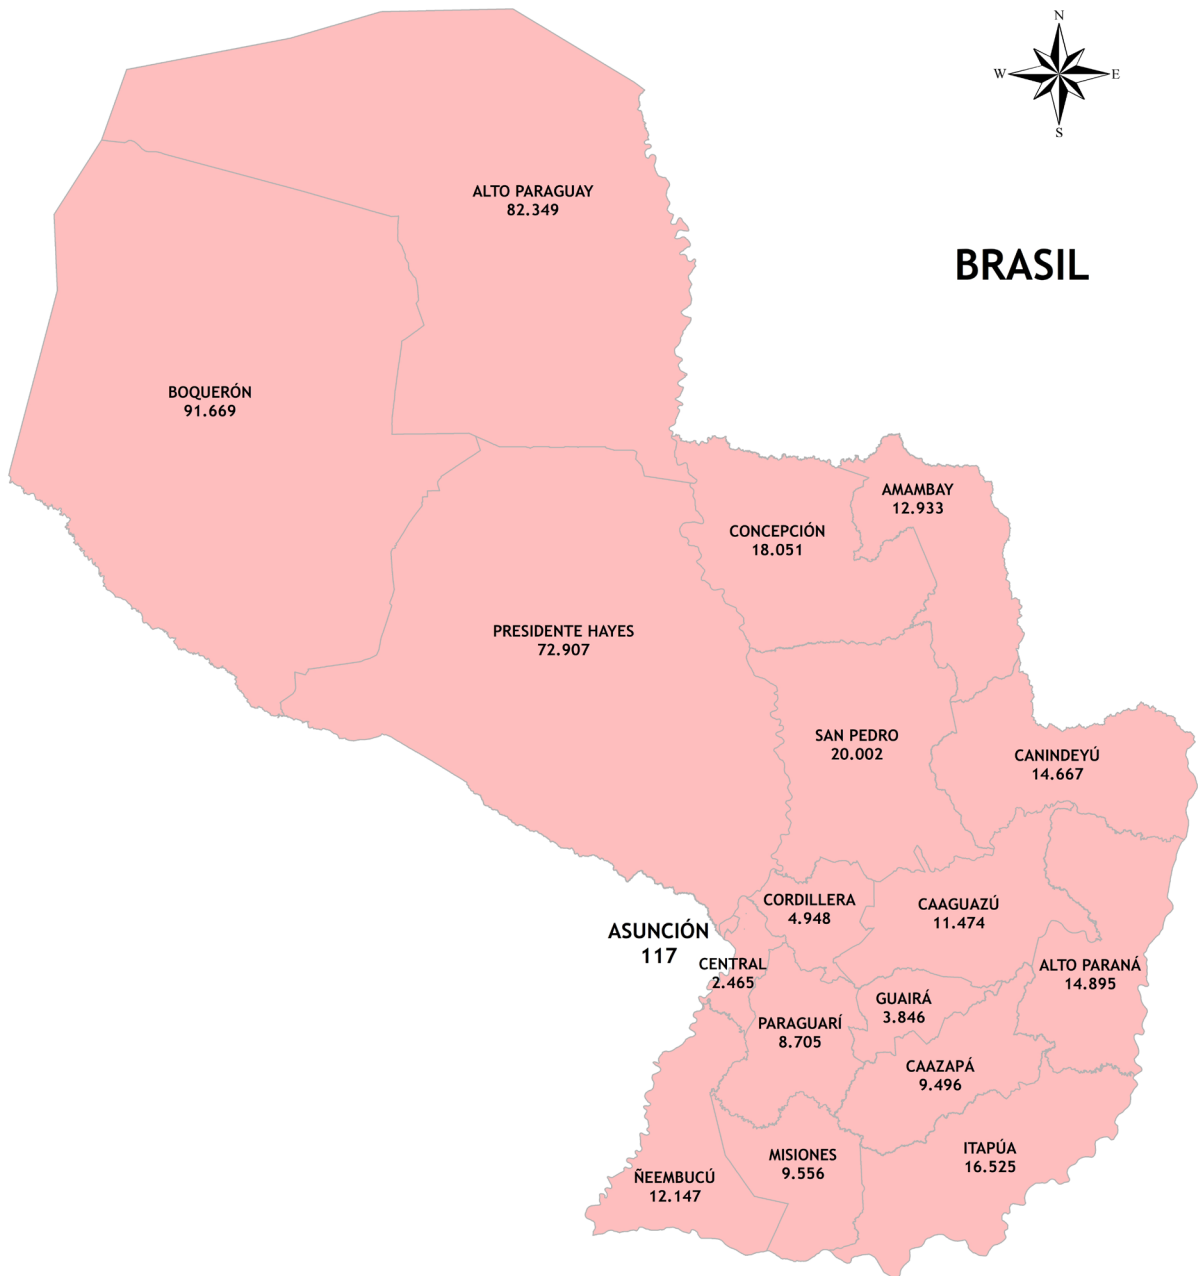 N
W E
S
ALTO PARAGUAY
82.349
BRASIL
BOQUERÓN
91.669
AMAMBAY
12.933
CONCEPCIÓN
18.051
PRESIDENTE HAYES
72.907
SAN PEDRO
20.002
CANINDEYÚ
14.667
CORDILLERA
4.948
CAAGUAZÚ
11.474
ASUNCIÓN
117
CENTRAL
2.465
ALTO PARANÁ
14.895
GUAIRÁ
3.846
PARAGUARÍ
8.705
CAAZAPÁ
9.496
ITAPÚA
16.525
MISIONES
9.556
ÑEEMBUCÚ
12.147